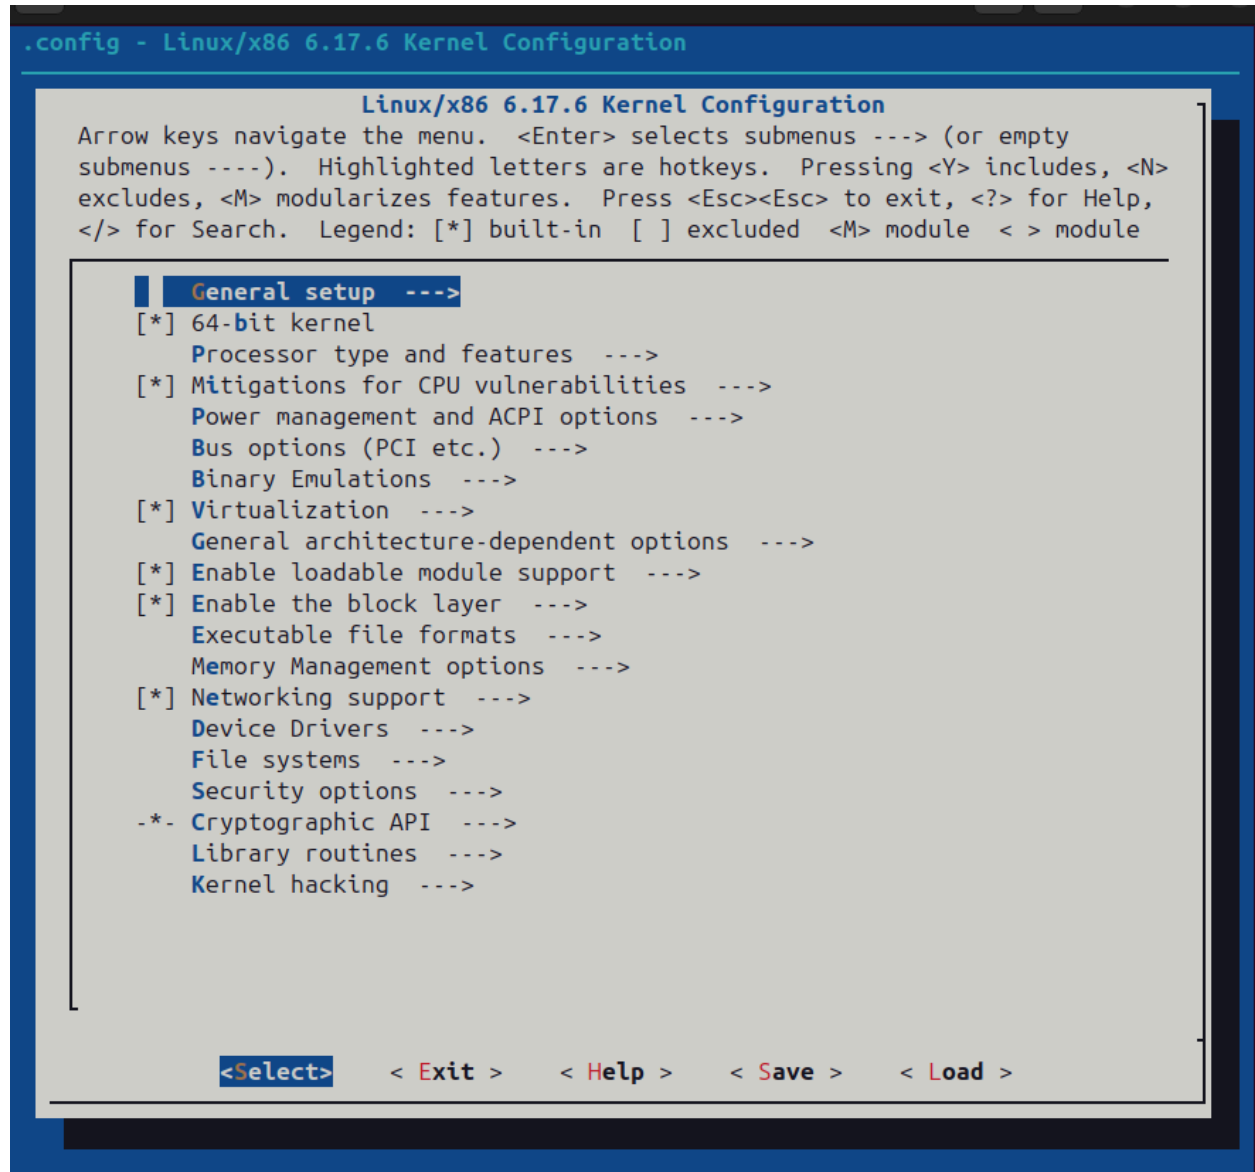 .config - Linux/x86 6.17.6 Kernel Configuration
Linux/x86 6.17.6 Kernel Configuration
Arrow keys navigate the menu.  <Enter> selects submenus ---> (or empty
submenus ----).  Highlighted letters are hotkeys.  Pressing <Y> includes, <N>
excludes, <M> modularizes features.  Press <Esc><Esc> to exit, <?> for Help,
</> for Search.  Legend: [*] built-in  [ ] excluded  <M> module  < > module
General setup  --->
[*] 64-bit kernel
Processor type and features  --->
[*] Mitigations for CPU vulnerabilities  --->
Power management and ACPI options  --->
Bus options (PCI etc.)  --->
Binary Emulations  --->
[*] Virtualization  --->
General architecture-dependent options  --->
[*] Enable loadable module support  --->
[*] Enable the block layer  --->
Executable file formats  --->
Memory Management options  --->
[*] Networking support  --->
Device Drivers  --->
File systems  --->
Security options  --->
-*- Cryptographic API  --->
Library routines  --->
Kernel hacking  --->
<Select>    < Exit >    < Help >    < Save >    < Load >